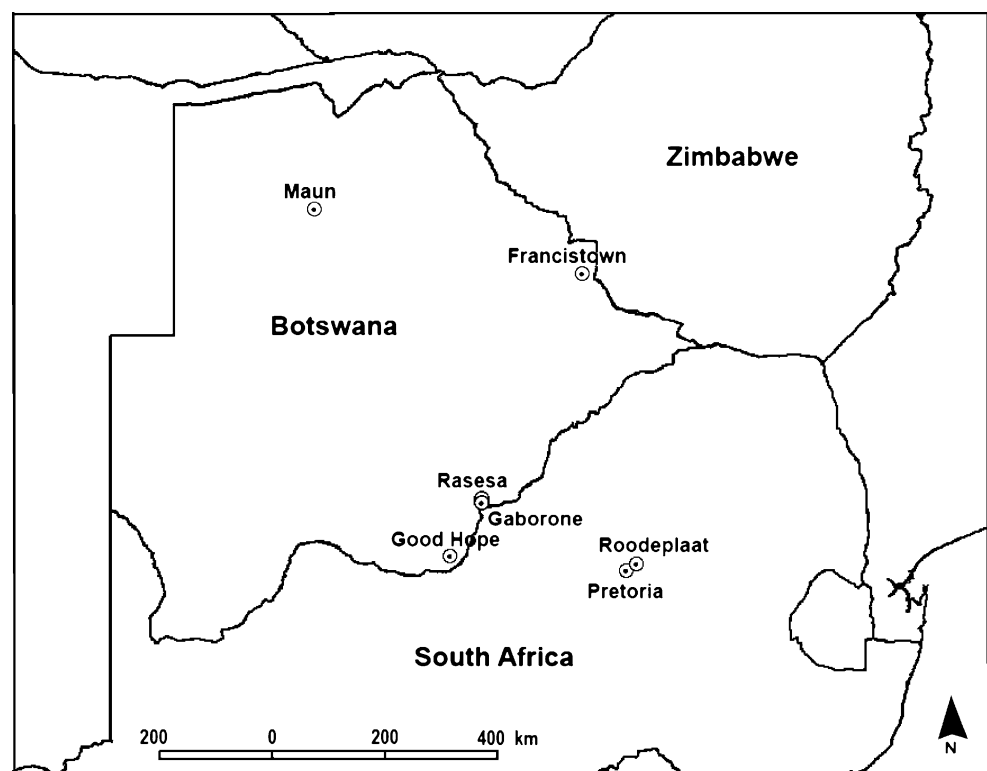 Zimbabwe
Maun
Francistown
Botswana
Rasesa
Gaborone
Good Hope
Roodeplaat
Pretoria
South Africa
200 0 200 400 km
N